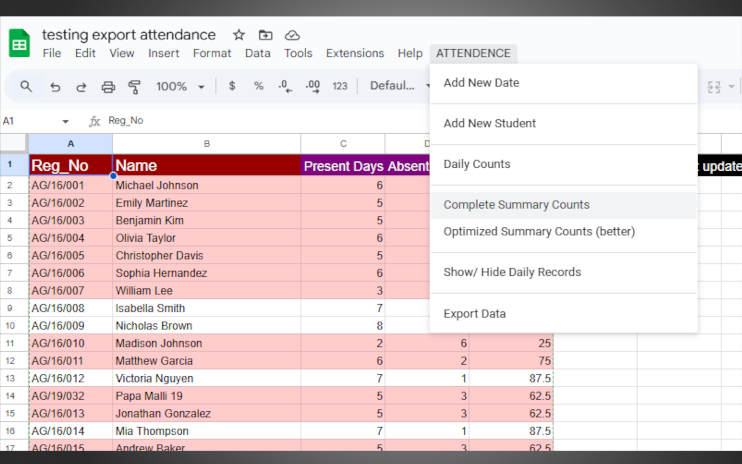 testing export attendance
File Edit View Insert Format Data Tools Extensions Help ATTENDENCE
100% $ % .0 .00 123 Defaul...
A1 fx Reg_No
A B C D
1 Reg_No Name Present Days Absent update
2 AG/16/001 Michael Johnson 6
3 AG/16/002 Emily Martinez 5
4 AG/16/003 Benjamin Kim 5
5 AG/16/004 Olivia Taylor 6
6 AG/16/005 Christopher Davis 5
7 AG/16/006 Sophia Hernandez 6
8 AG/16/007 William Lee 3
9 AG/16/008 Isabella Smith 7
10 AG/16/009 Nicholas Brown 8
11 AG/16/010 Madison Johnson 2 6 25
12 AG/16/011 Matthew Garcia 6 2 75
13 AG/16/012 Victoria Nguyen 7 1 87.5
14 AG/19/032 Papa Malli 19 5 3 62.5
15 AG/16/013 Jonathan Gonzalez 5 3 62.5
16 AG/16/014 Mia Thompson 7 1 87.5
17 AG/16/015 Andrew Baker 5 3 62.5
Add New Date
Add New Student
Daily Counts
Complete Summary Counts
Optimized Summary Counts (better)
Show/ Hide Daily Records
Export Data